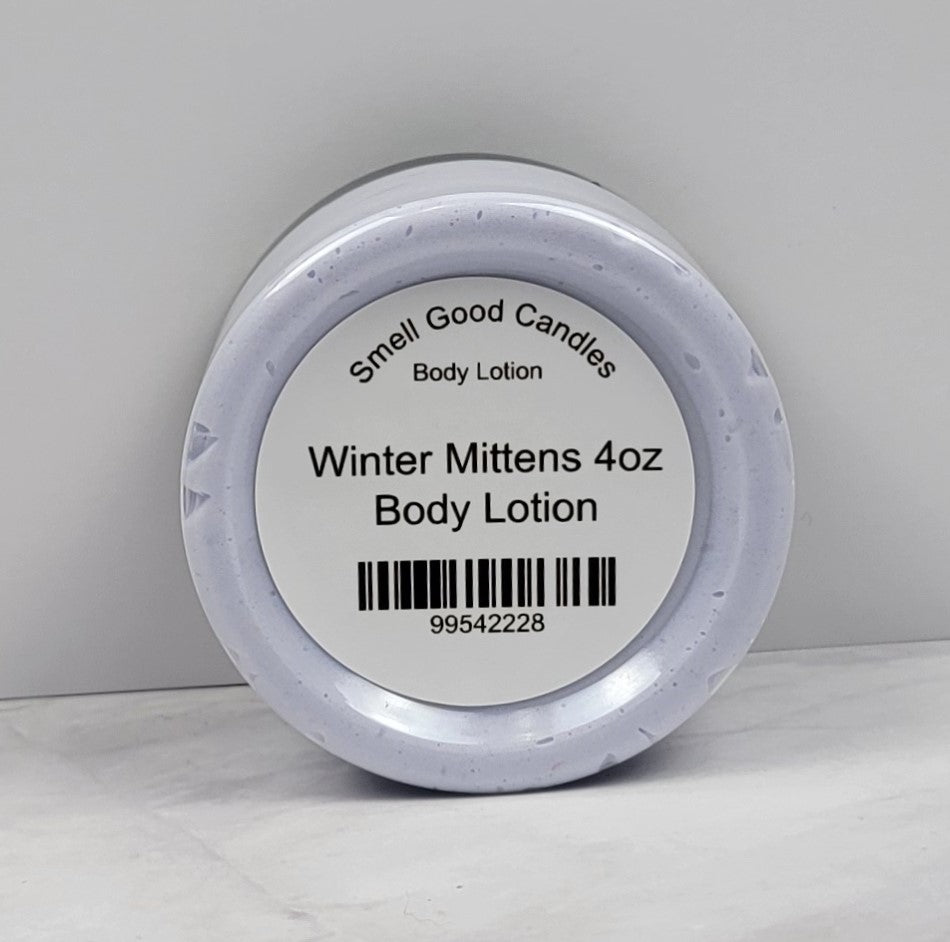 Smell Good Candles
Body Lotion
Winter Mittens 4oz
Body Lotion
99542228